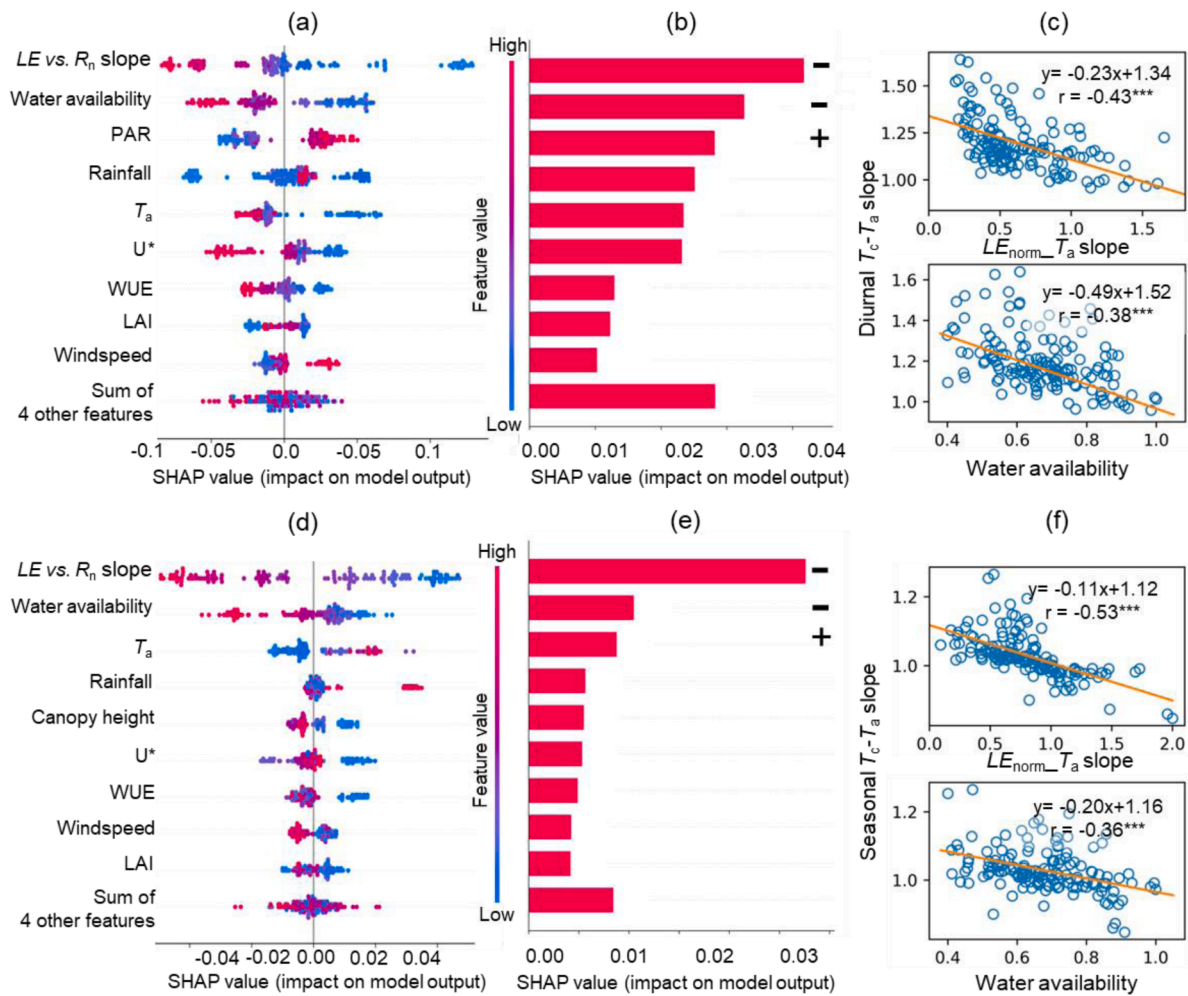 (a)
LE vs. Rn slope
Water availability
PAR
Rainfall
Ta
U*
WUE
LAI
Windspeed
Sum of
4 other features
-0.1
-0.05
0.0
0.05
0.1
SHAP value (impact on model output)
(b)
High
Feature value
Low
−
−
+
0.00
0.01
0.02
0.03
0.04
SHAP value (impact on model output)
(c)
Diurnal Tc-Ta slope
1.50
1.25
1.00
y= -0.23x+1.34
r = -0.43***
0.0
0.5
1.0
1.5
LEnorm_Ta slope
1.6
1.4
1.2
1.0
y= -0.49x+1.52
r = -0.38***
0.4
0.6
0.8
1.0
Water availability
(d)
LE vs. Rn slope
Water availability
Ta
Rainfall
Canopy height
U*
WUE
Windspeed
LAI
Sum of
4 other features
-0.04
-0.02
0.00
0.02
0.04
SHAP value (impact on model output)
(e)
High
Feature value
Low
−
−
+
0.00
0.01
0.02
0.03
SHAP value (impact on model output)
(f)
Seasonal Tc-Ta slope
1.2
1.0
y= -0.11x+1.12
r = -0.53***
0.0
0.5
1.0
1.5
2.0
LEnorm_Ta slope
1.2
1.0
y= -0.20x+1.16
r = -0.36***
0.4
0.6
0.8
1.0
Water availability